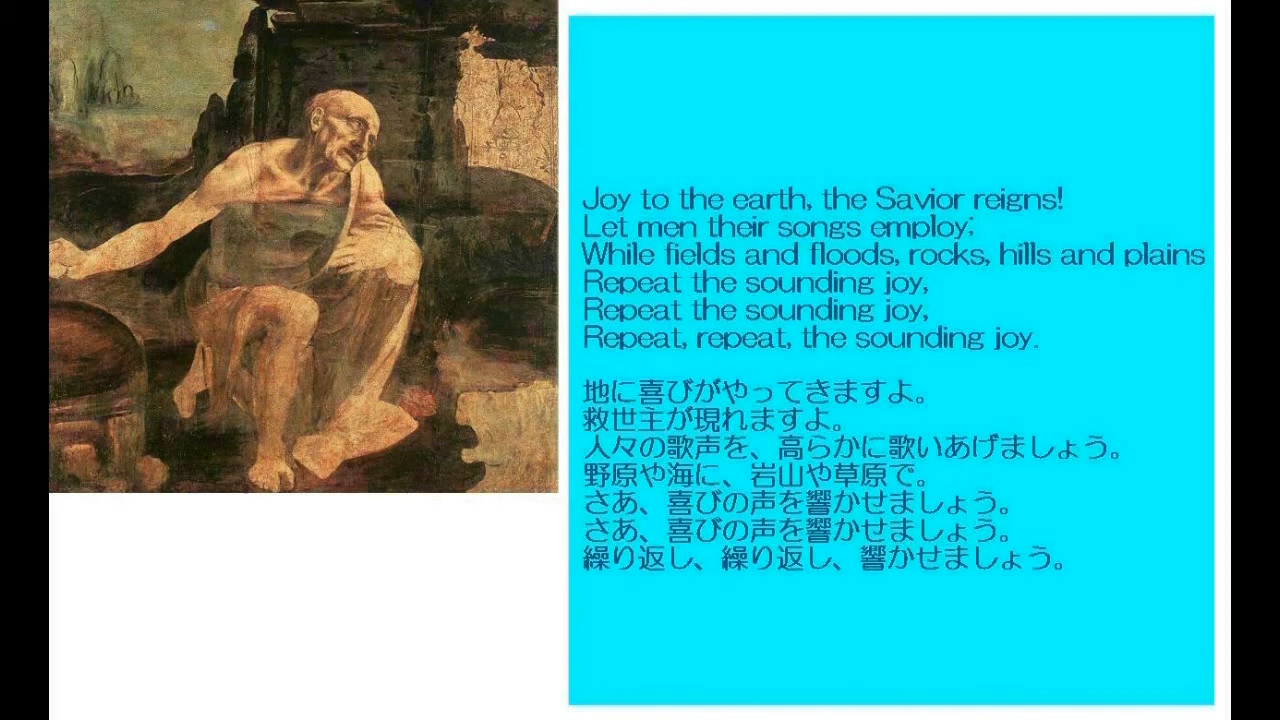 Joy to the earth, the Savior reigns!
Let men their songs employ;
While fields and floods, rocks, hills and plains
Repeat the sounding joy,
Repeat the sounding joy,
Repeat, repeat, the sounding joy.
地に喜びがやってきますよ。
救世主が現れますよ。
人々の歌声を、高らかに歌いあげましょう。
野原や海に、岩山や草原で。
さあ、喜びの声を響かせましょう。
さあ、喜びの声を響かせましょう。
繰り返し、繰り返し、響かせましょう。